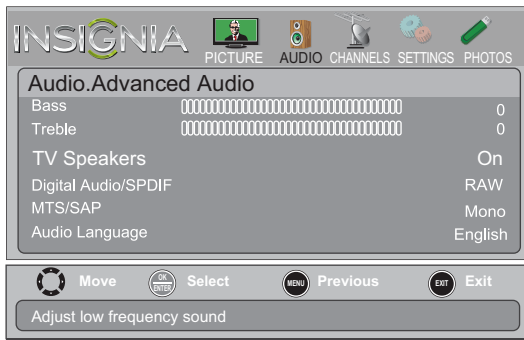 INSIGNIA
PICTURE AUDIO CHANNELS SETTINGS PHOTOS
Audio.Advanced Audio
Bass 0
Treble 0
TV Speakers On
Digital Audio/SPDIF RAW
MTS/SAP Mono
Audio Language English
Move OK ENTER Select MENU Previous EXIT Exit
Adjust low frequency sound